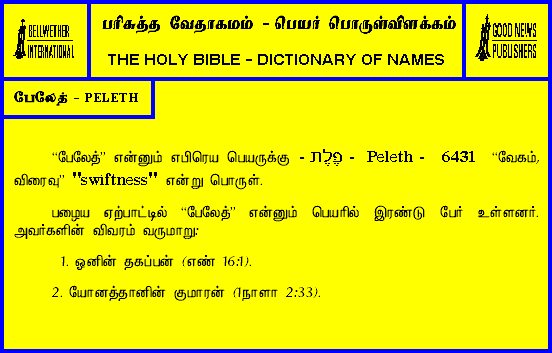 BELLWETHER
INTERNATIONAL
பரிசுத்த வேதாகமம் - பெயர் பொருள்விளக்கம்
THE HOLY BIBLE - DICTIONARY OF NAMES
GOOD NEWS
PUBLISHERS
பேலேத் - PELETH
“பேலேத்” என்னும் எபிரெய பெயருக்கு - פֶּלֶת - Peleth - 6431 “வேகம்,
விரைவு” "swiftness" என்று பொருள்.
பழைய ஏற்பாட்டில் “பேலேத்” என்னும் பெயரில் இரண்டு பேர் உள்ளனர்.
அவர்களின் விவரம் வருமாறு:
1. ஒனின் தகப்பன் (எண் 16:1).
2. யோனத்தானின் குமாரன் (1நாளா 2:33).